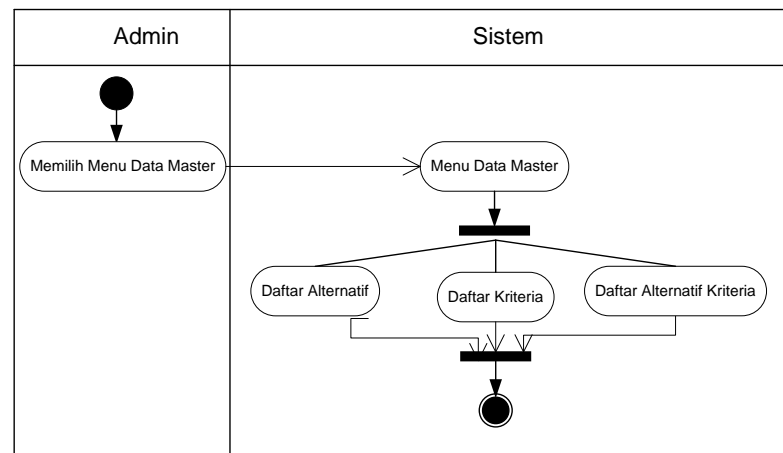 Admin
Sistem
Memilih Menu Data Master
Menu Data Master
Daftar Alternatif
Daftar Kriteria
Daftar Alternatif Kriteria